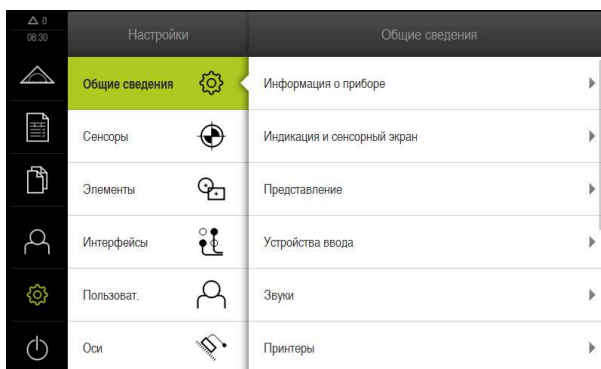 0
08:30
Настройки
Общие сведения
Общие сведения
Информация о приборе
Сенсоры
Индикация и сенсорный экран
Элементы
Представление
Интерфейсы
Устройства ввода
Пользоват.
Звуки
Оси
Принтеры